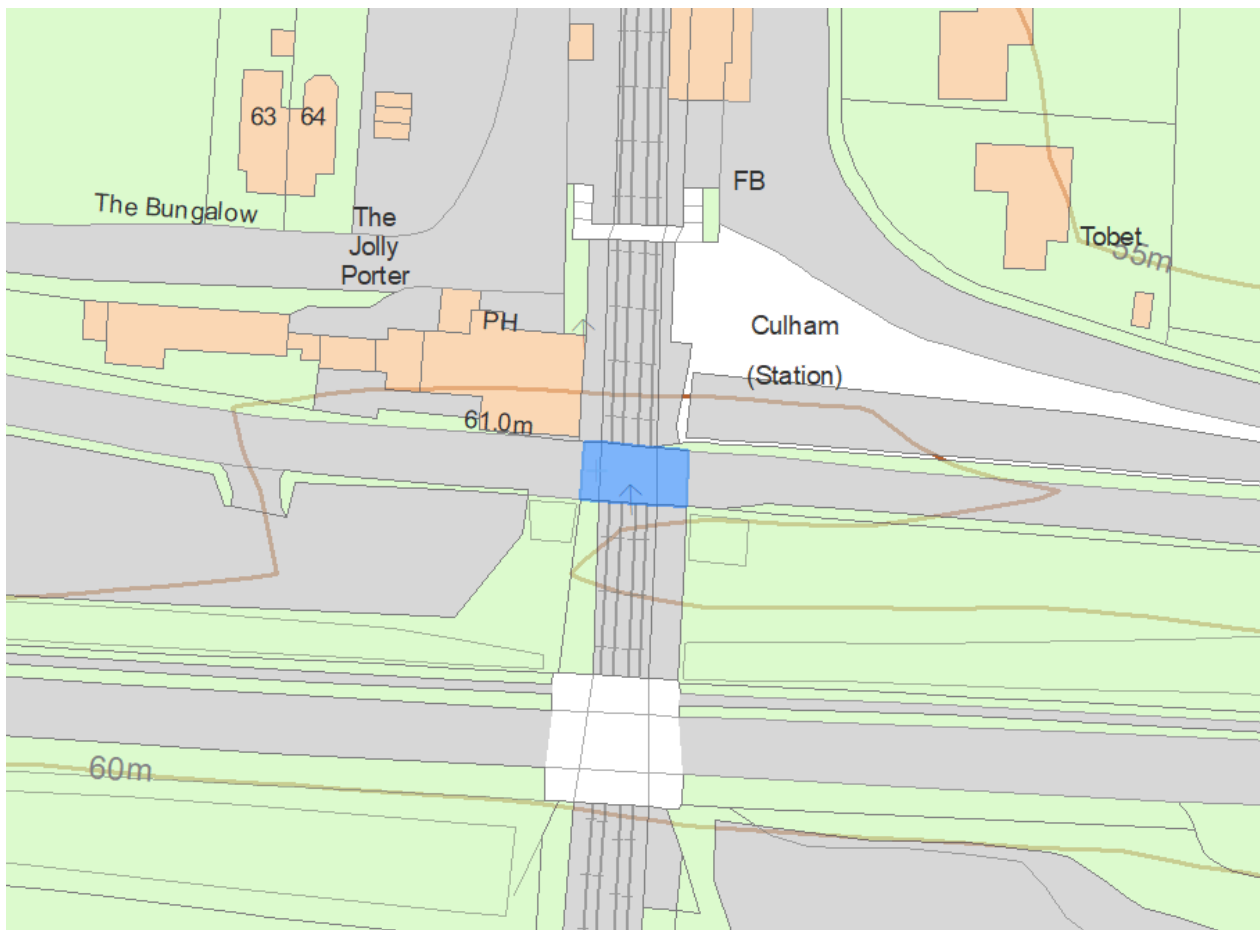 63
64
FB
The Bungalow
The
Jolly
Porter
Tobet
55m
PH
Culham
(Station)
61.0m
60m